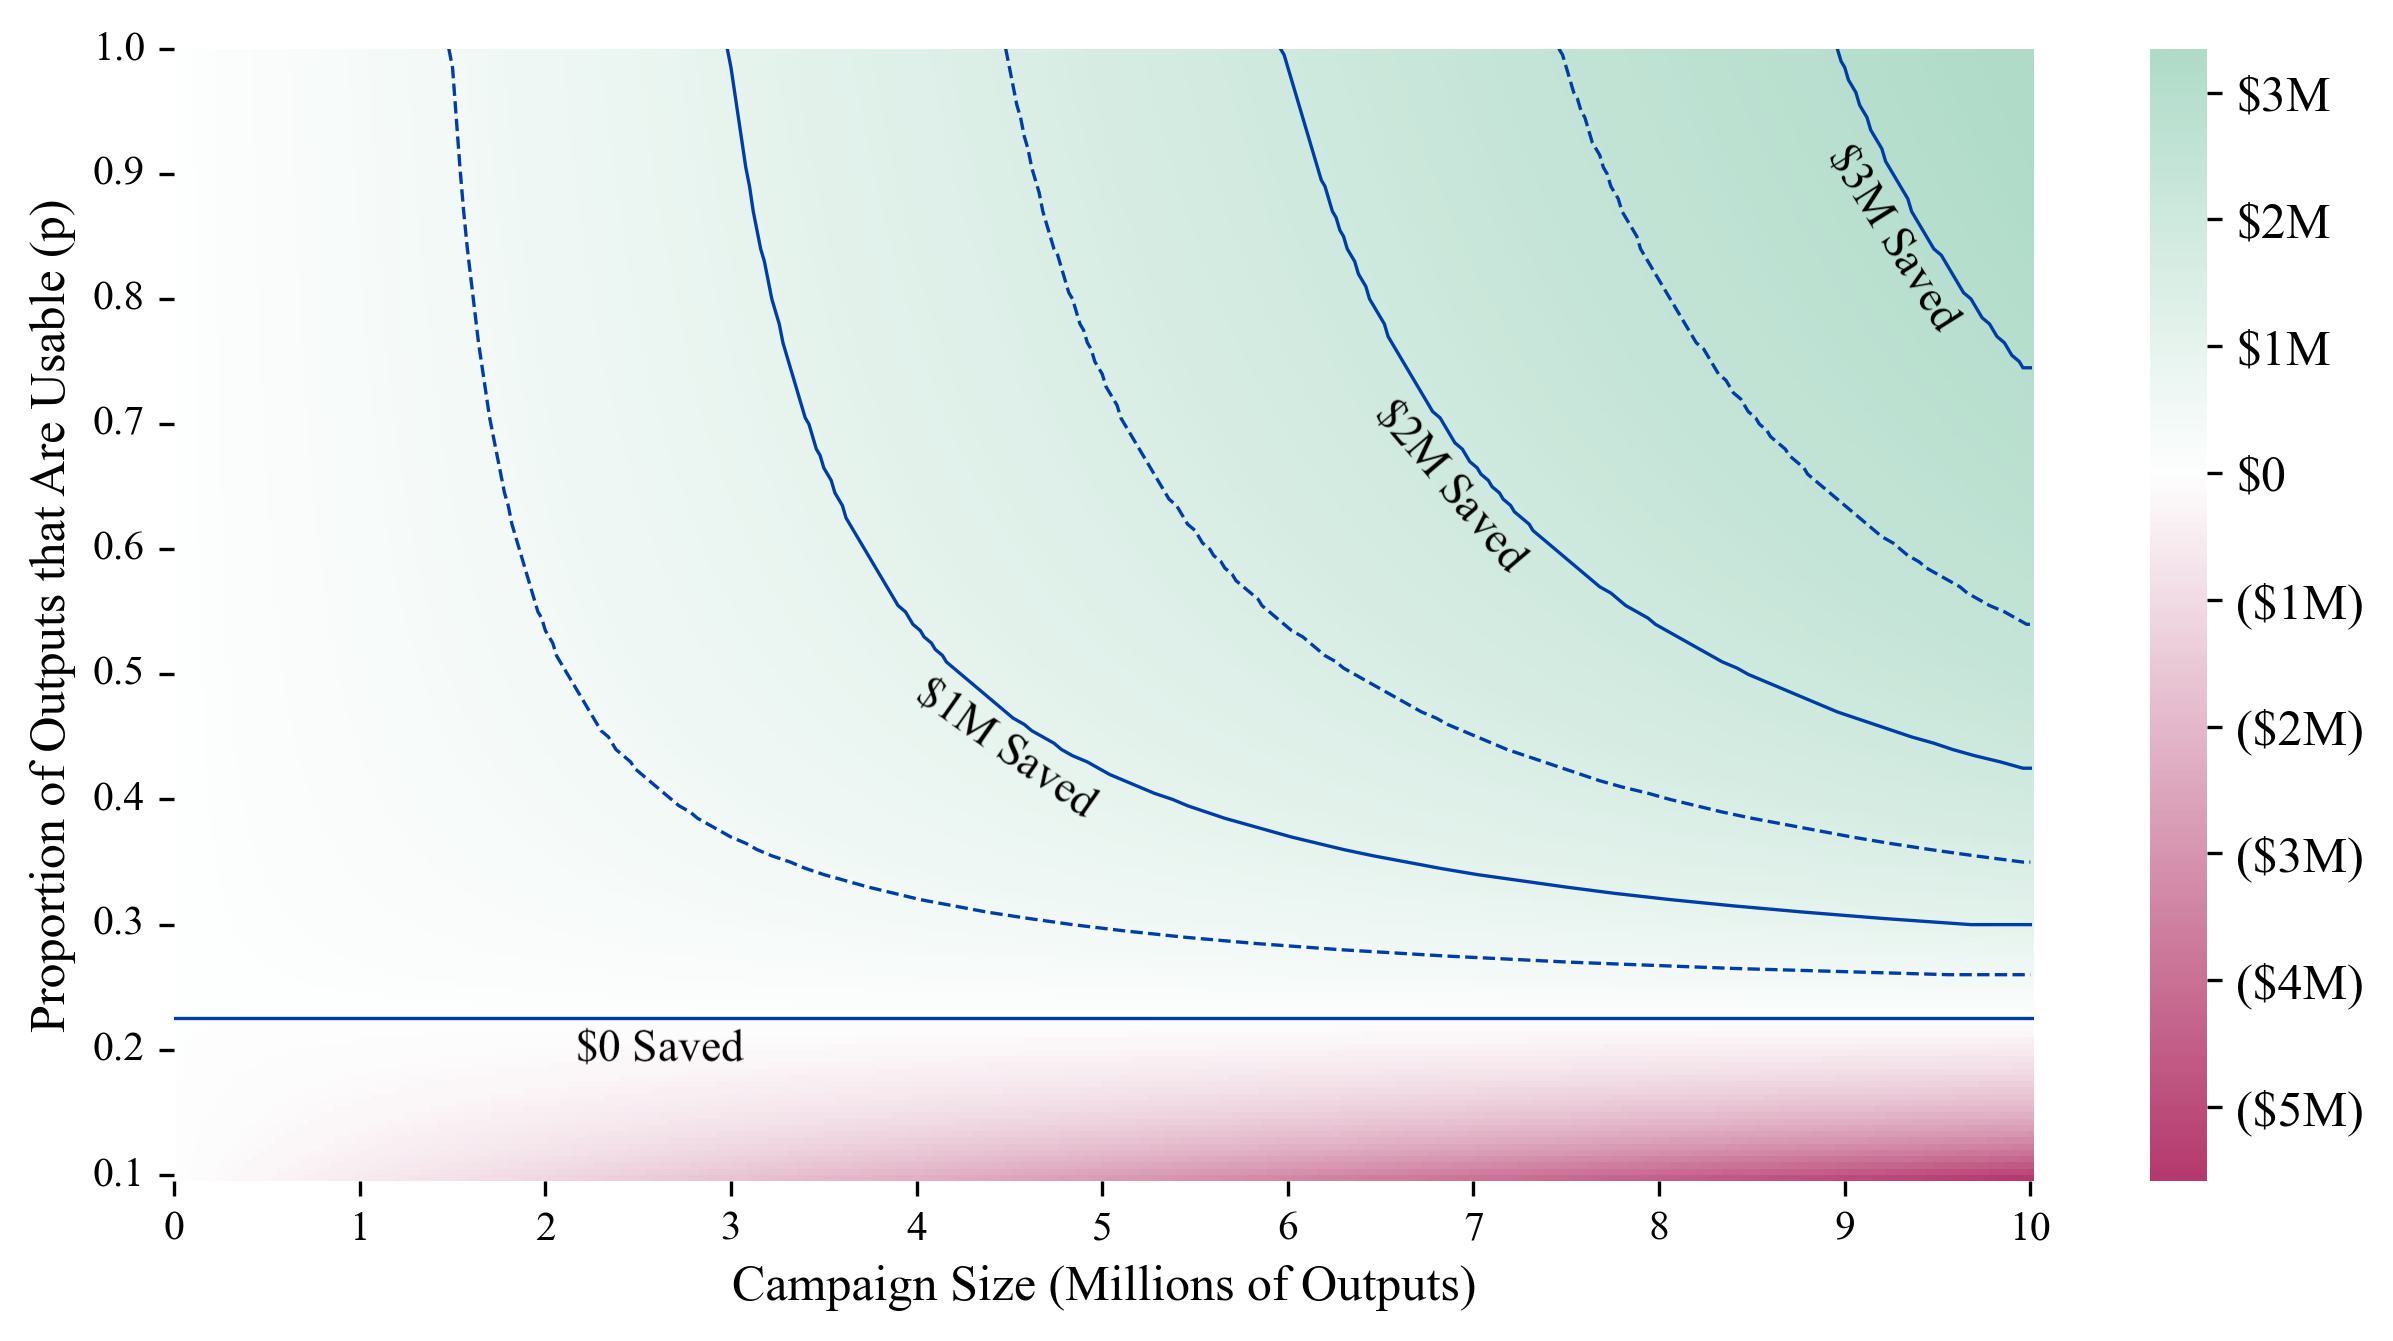 Proportion of Outputs that Are Usable (p)
1.0
0.9
0.8
0.7
0.6
0.5
0.4
0.3
0.2
0.1
$3M Saved
$2M Saved
$1M Saved
$0 Saved
0 1 2 3 4 5 6 7 8 9 10
Campaign Size (Millions of Outputs)
$3M
$2M
$1M
$0
($1M)
($2M)
($3M)
($4M)
($5M)